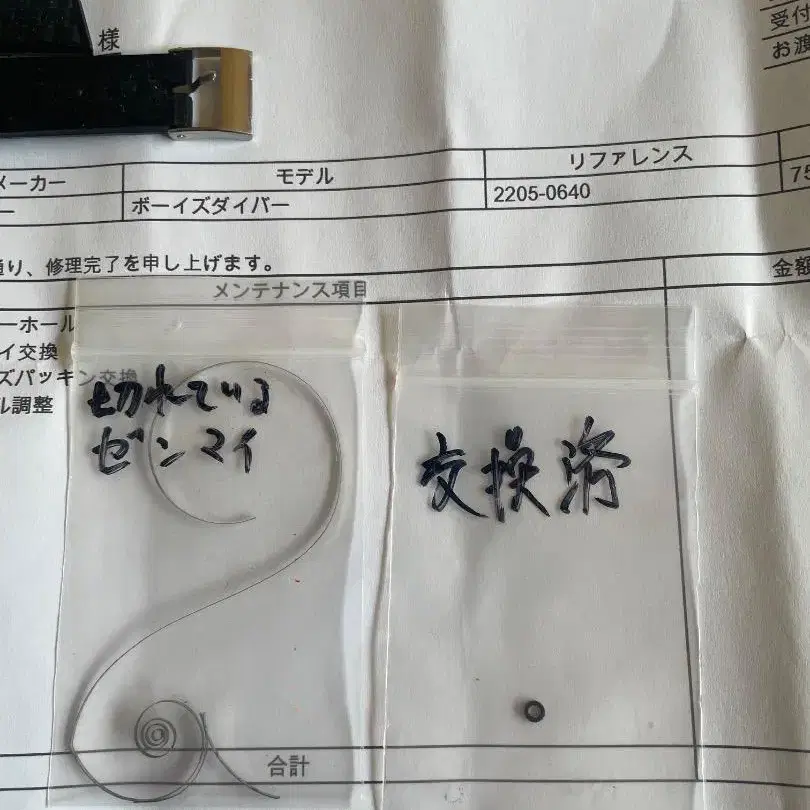 様
受付
お渡
メーカー
モデル
リファレンス
ー
ボーイズダイバー
2205-0640
75
り、修理完了を申し上げます。
金額
メンテナンス項目
ーホール
イ交換
ズパッキン交換
ル調整
切れている
ゼンマイ
交換済
合計